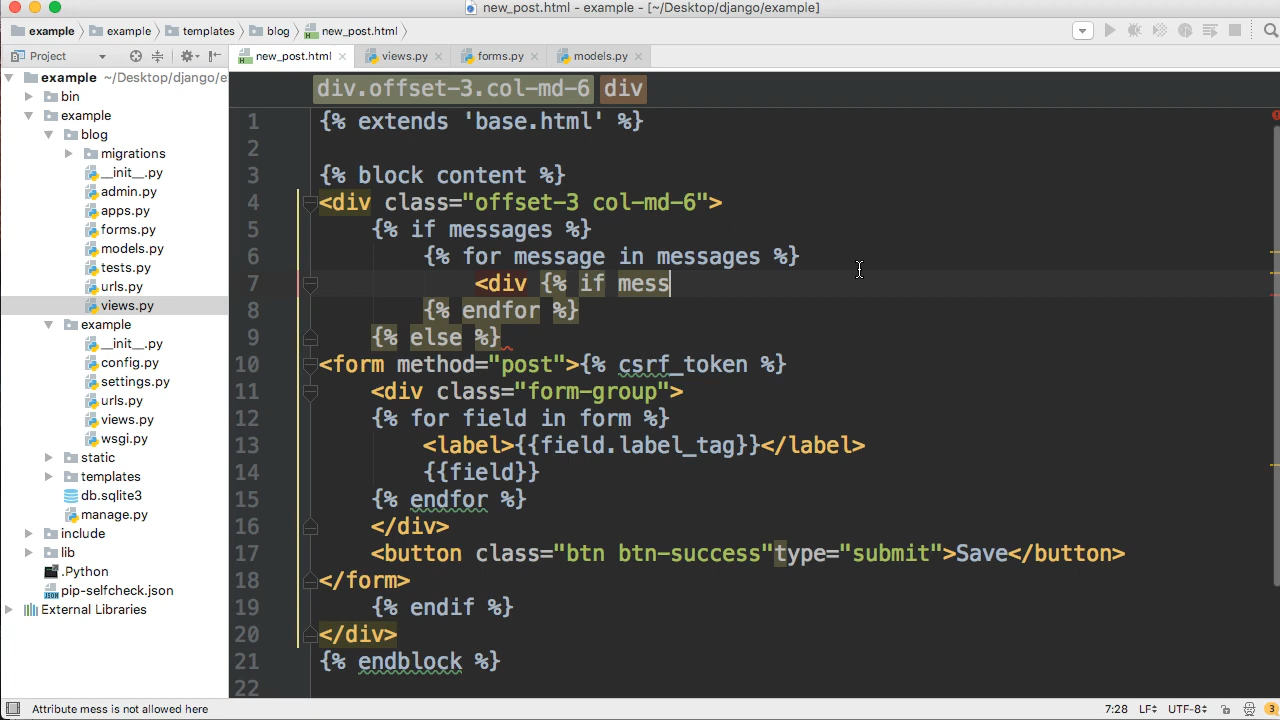 new_post.html - example - [~/Desktop/django/example]
example example templates blog new_post.html
Project
new_post.html views.py forms.py models.py
example ~/Desktop/django/e
bin
example
blog
migrations
__init__.py
admin.py
apps.py
forms.py
models.py
tests.py
urls.py
views.py
example
__init__.py
config.py
settings.py
urls.py
views.py
wsgi.py
static
templates
db.sqlite3
manage.py
include
lib
.Python
pip-selfcheck.json
External Libraries
div.offset-3.col-md-6 div
1 {% extends 'base.html' %}
2
3 {% block content %}
4 <div class="offset-3 col-md-6">
5 {% if messages %}
6 {% for message in messages %}
7 <div {% if mess
8 {% endfor %}
9 {% else %}
10 <form method="post">{% csrf_token %}
11 <div class="form-group">
12 {% for field in form %}
13 <label>{{field.label_tag}}</label>
14 {{field}}
15 {% endfor %}
16 </div>
17 <button class="btn btn-success"type="submit">Save</button>
18 </form>
19 {% endif %}
20 </div>
21 {% endblock %}
22
Attribute mess is not allowed here 7:28 LF UTF-8 3